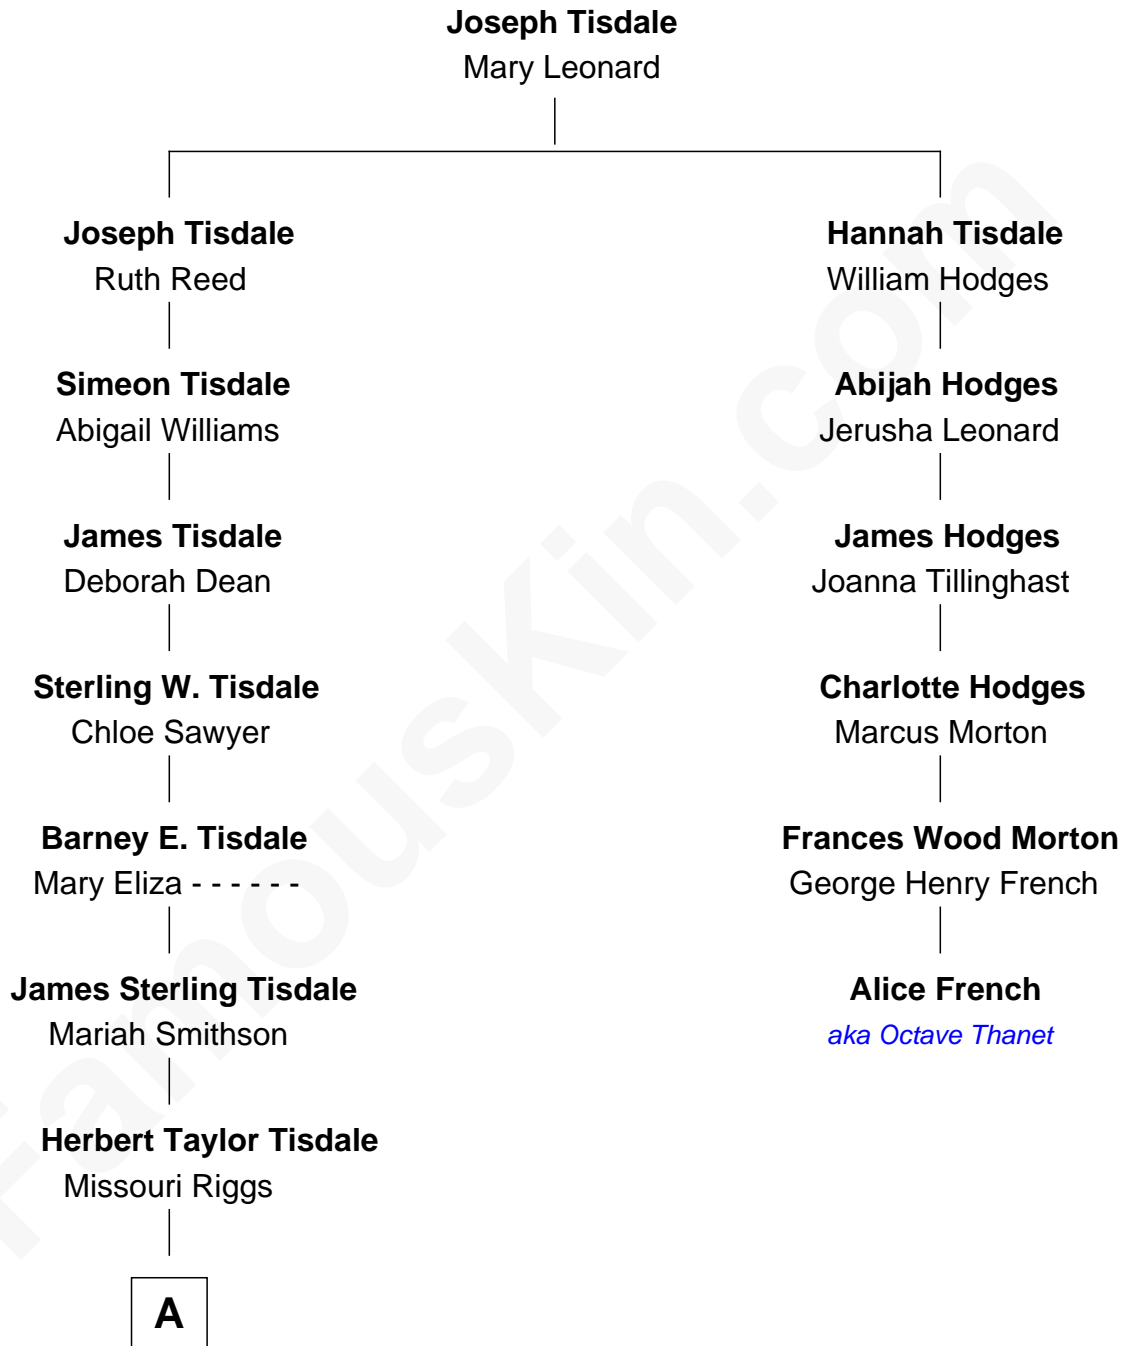 Joseph Tisdale
Mary Leonard
Joseph Tisdale
Ruth Reed
Simeon Tisdale
Abigail Williams
James Tisdale
Deborah Dean
Sterling W. Tisdale
Chloe Sawyer
Barney E. Tisdale
Mary Eliza - - - - - -
James Sterling Tisdale
Mariah Smithson
Herbert Taylor Tisdale
Missouri Riggs
A
Hannah Tisdale
William Hodges
Abijah Hodges
Jerusha Leonard
James Hodges
Joanna Tillinghast
Charlotte Hodges
Marcus Morton
Frances Wood Morton
George Henry French
Alice French
aka Octave Thanet
FamousKin.com